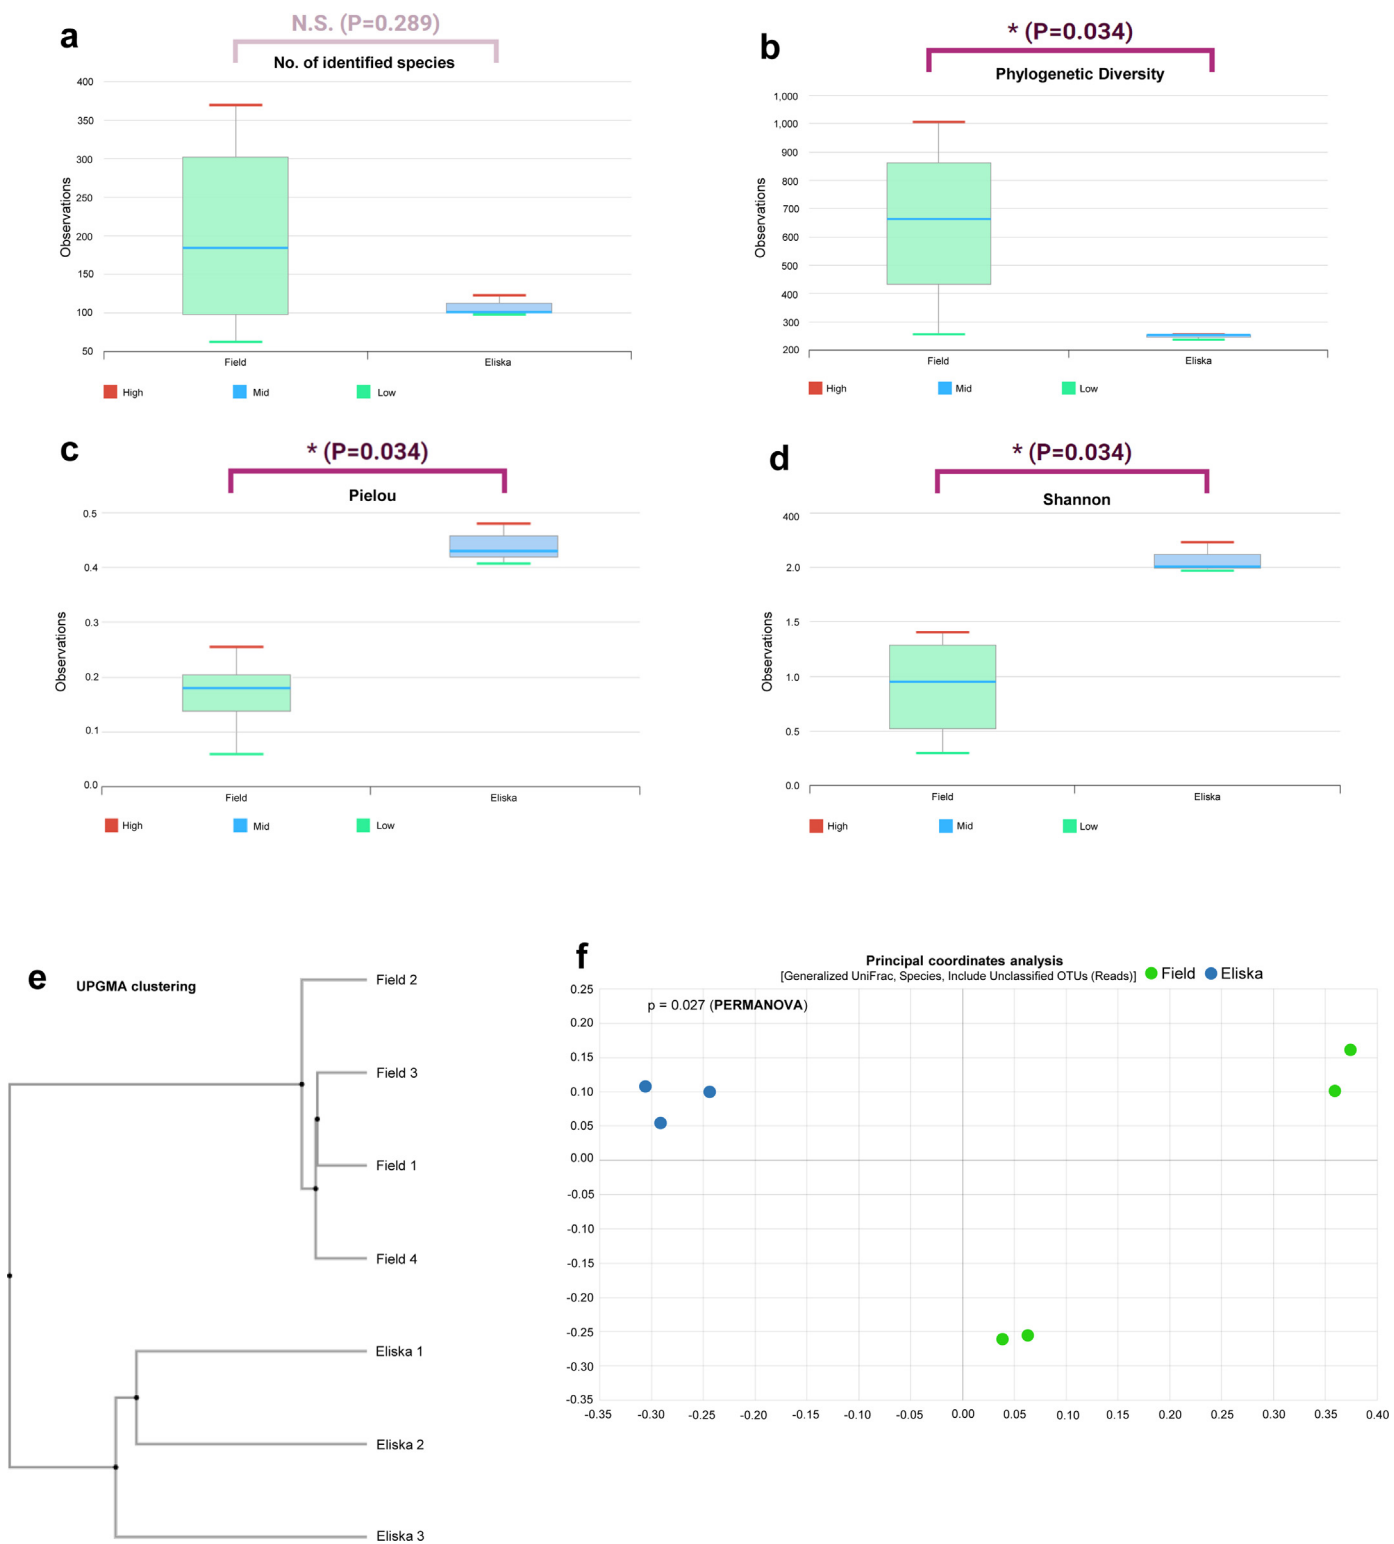 a
N.S. (P=0.289)
No. of identified species
Observations
400
350
300
250
200
150
100
50
Field
Eliska
High
Mid
Low
b
* (P=0.034)
Phylogenetic Diversity
Observations
1,000
1,000
900
800
700
600
500
400
300
200
Field
Eliska
High
Mid
Low
c
* (P=0.034)
Pielou
Observations
0.5
0.4
0.3
0.2
0.1
0.0
Field
Eliska
High
Mid
Low
d
* (P=0.034)
Shannon
Observations
400
2.0
1.5
1.0
0.5
0.0
Field
Eliska
High
Mid
Low
e
UPGMA clustering
Field 2
Field 3
Field 1
Field 4
Eliska 1
Eliska 2
Eliska 3
f
Principal coordinates analysis
[Generalized UniFrac, Species, Include Unclassified OTUs (Reads)]
Field
Eliska
p = 0.027 (PERMANOVA)
0.25
0.20
0.15
0.10
0.05
0.00
-0.05
-0.10
-0.15
-0.20
-0.25
-0.30
-0.35
-0.35 -0.30 -0.25 -0.20 -0.15 -0.10 -0.05 0.00 0.05 0.10 0.15 0.20 0.25 0.30 0.35 0.40